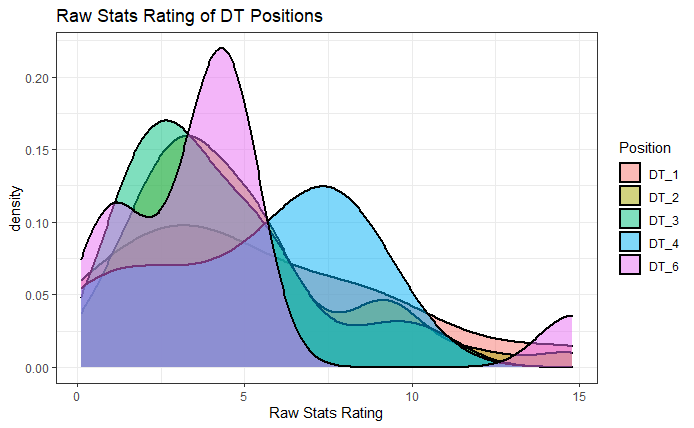 Raw Stats Rating of DT Positions
0.20
0.15
0.10
0.05
0.00
density
0
5
10
15
Raw Stats Rating
Position
DT_1
DT_2
DT_3
DT_4
DT_6